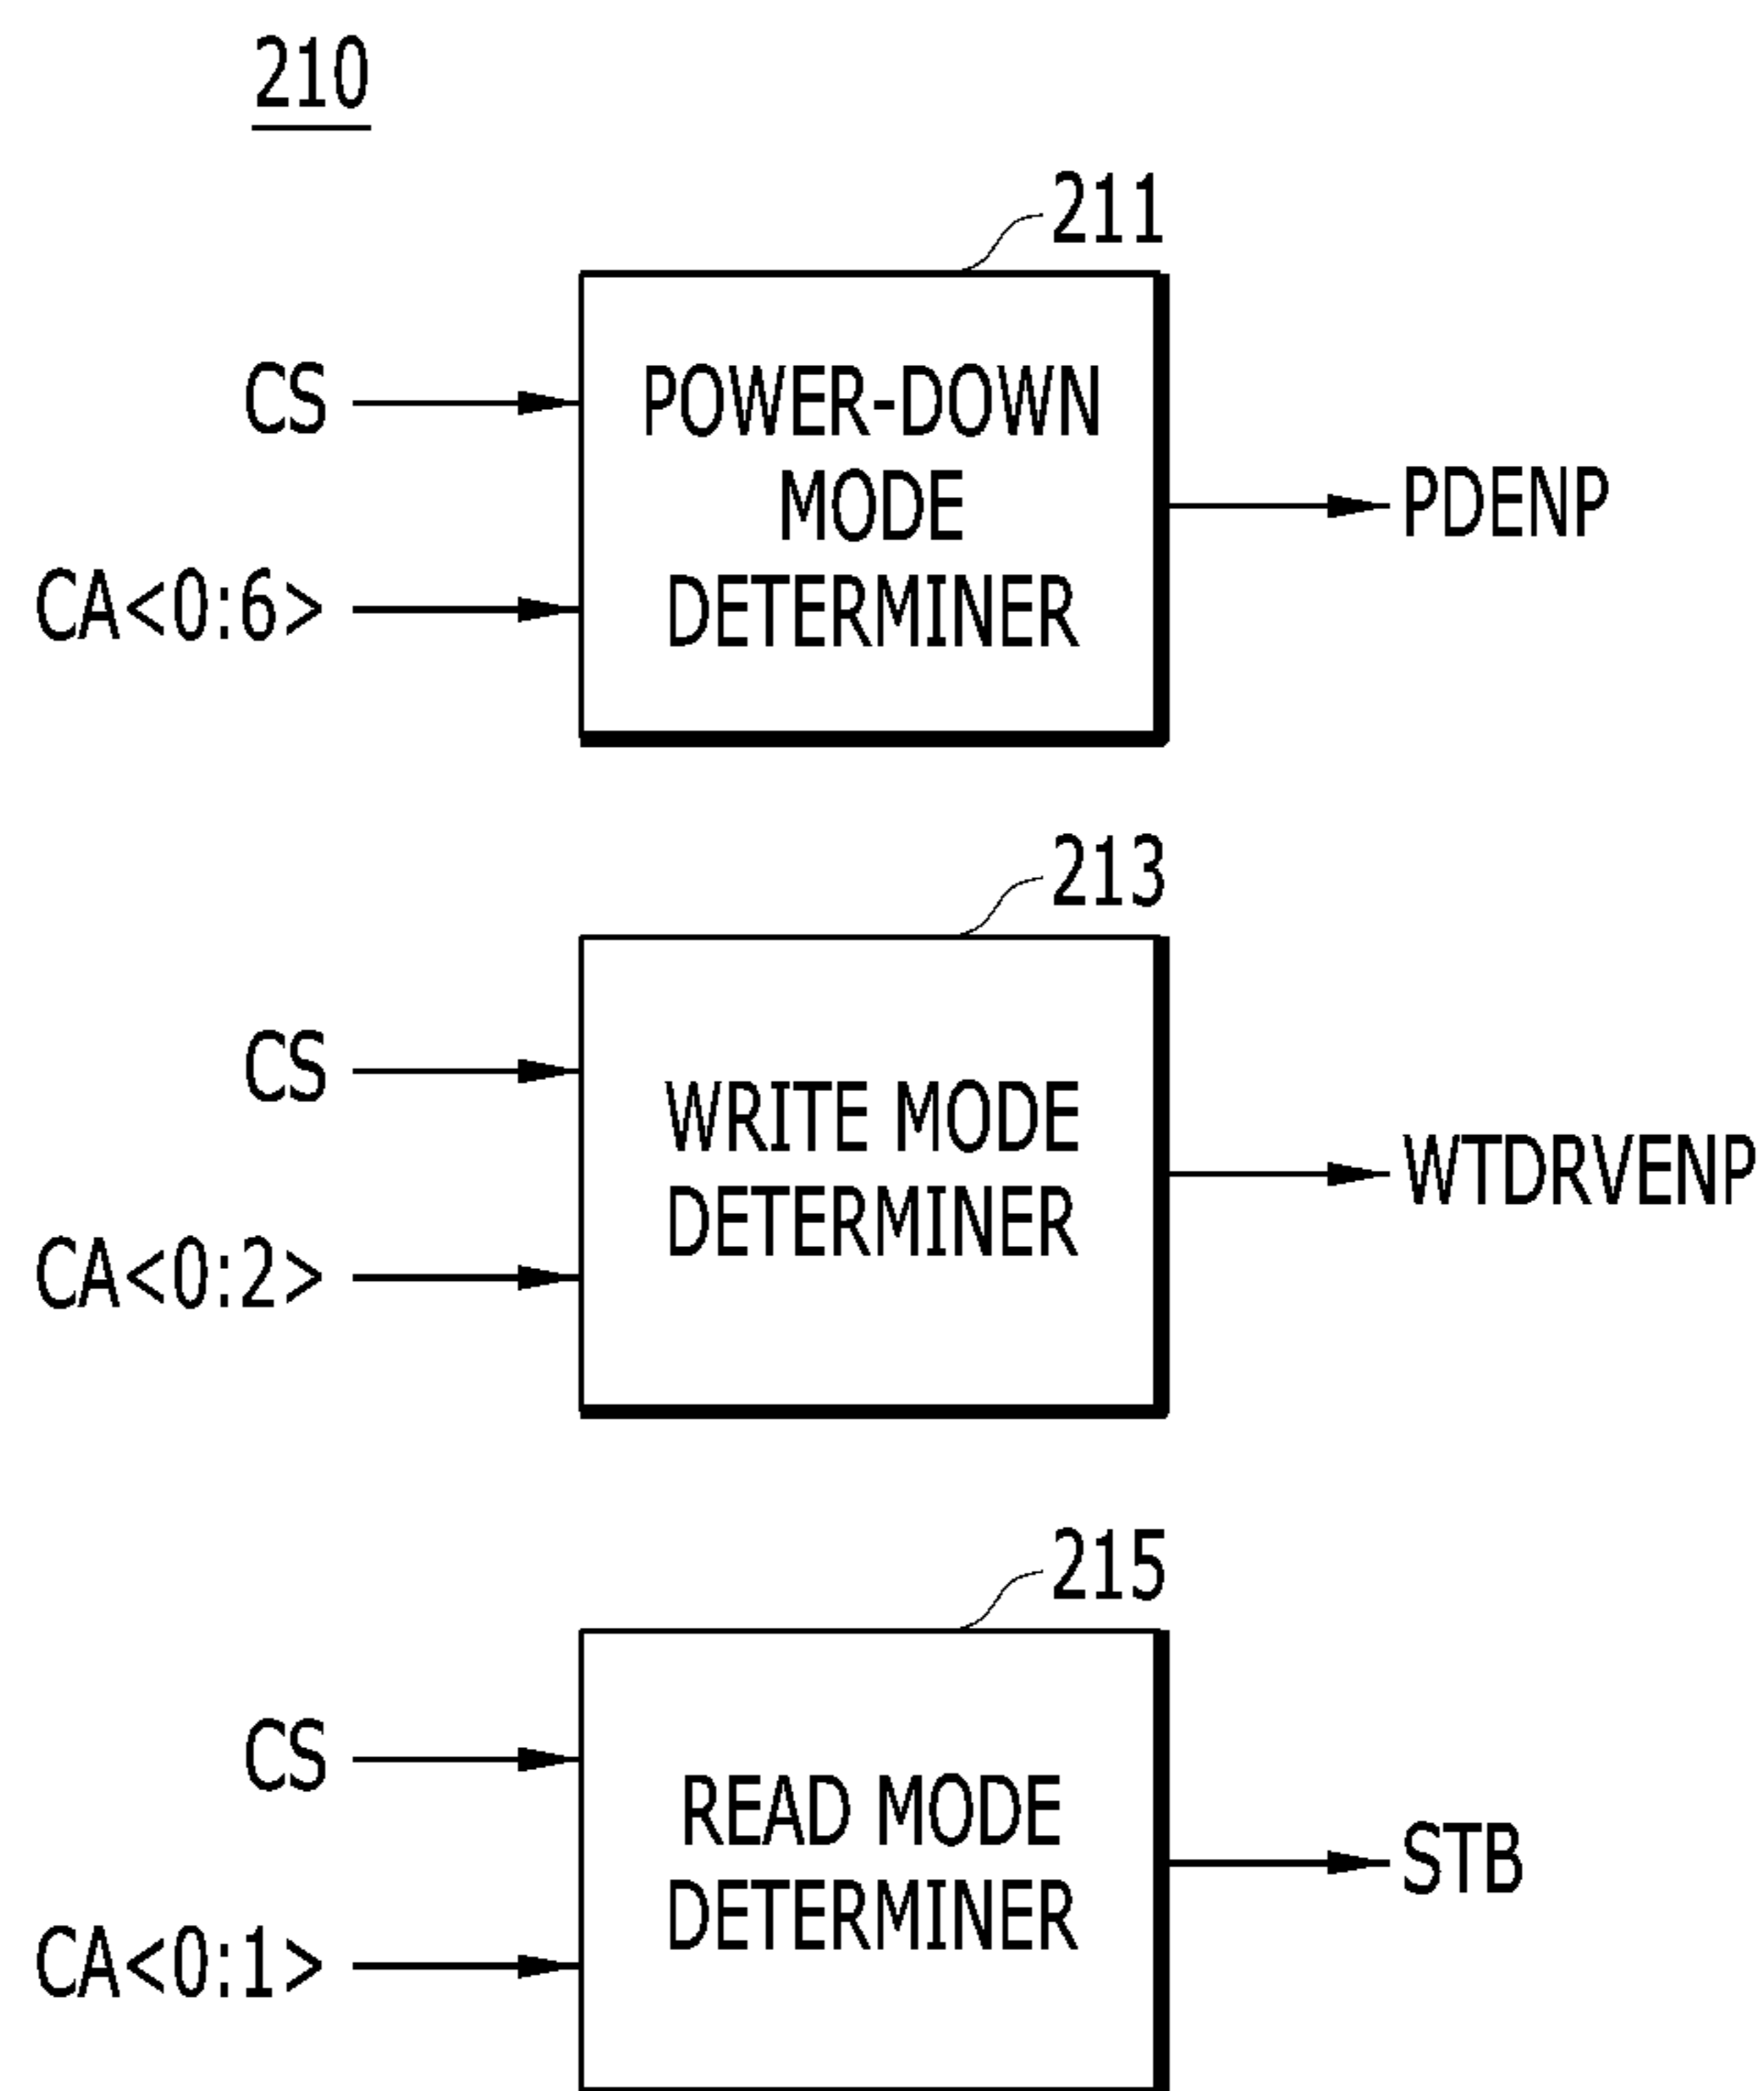 210
211
CS
POWER-DOWN
MODE
DETERMINER
CA<0:6>
PDENP
213
CS
WRITE MODE
DETERMINER
CA<0:2>
WTDRVENP
215
CS
READ MODE
DETERMINER
CA<0:1>
STB